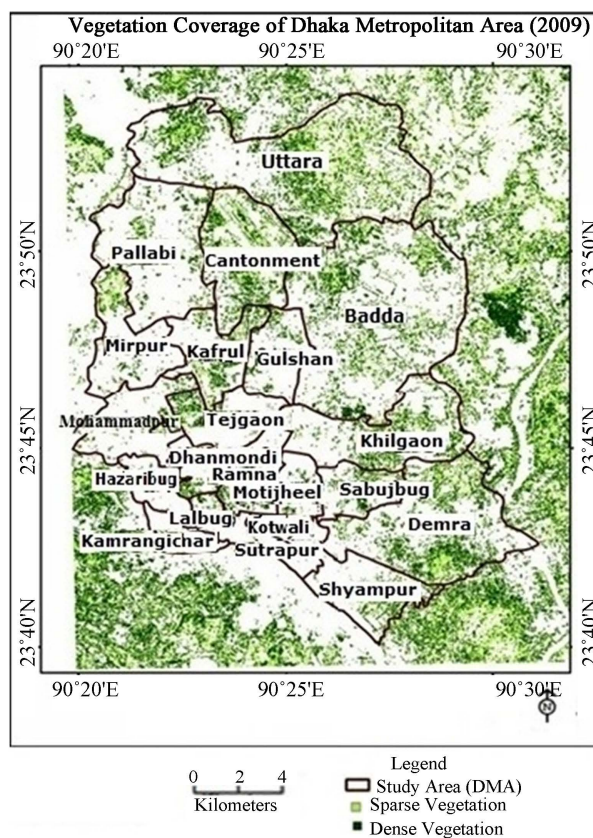 Vegetation Coverage of Dhaka Metropolitan Area (2009)
90˚20'E 90˚25'E 90˚30'E
Uttara
23˚50'N 23˚50'N
Pallabi
Cantonment
Badda
Mirpur
Kafrul
Gulshan
Mohammadpur
Tejgaon
23˚45'N 23˚45'N
Khilgaon
Dhanmondi
Ramna
Hazaribug
Motijheel
Sabujbug
Lalbug
Kotwali
Demra
Kamrangichar
Sutrapur
Shyampur
23˚40'N 23˚40'N
90˚20'E 90˚25'E 90˚30'E
N
Legend
0 2 4
Kilometers
Study Area (DMA)
Sparse Vegetation
Dense Vegetation